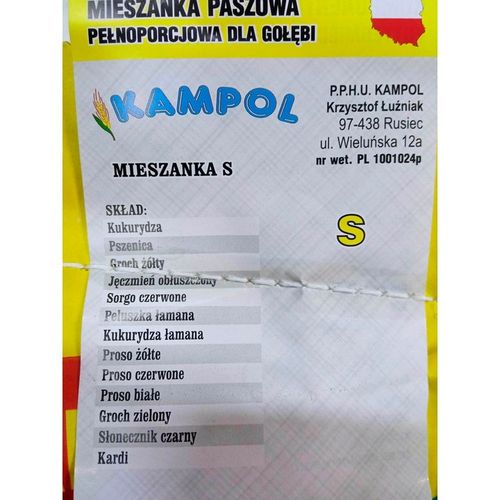 MIESZANKA PASZOWA
PEŁNOPORCJOWA DLA GOŁĘBI
KAMPOL
P.P.H.U. KAMPOL
Krzysztof Łuźniak
97-438 Rusiec
ul. Wieluńska 12a
nr wet. PL 1001024p
MIESZANKA S
S
SKŁAD:
Kukurydza
Pszenica
Groch żółty
Jęczmień obłuszczony
Sorgo czerwone
Peluszka łamana
Kukurydza łamana
Proso żółte
Proso czerwone
Proso białe
Groch zielony
Słonecznik czarny
Kardi